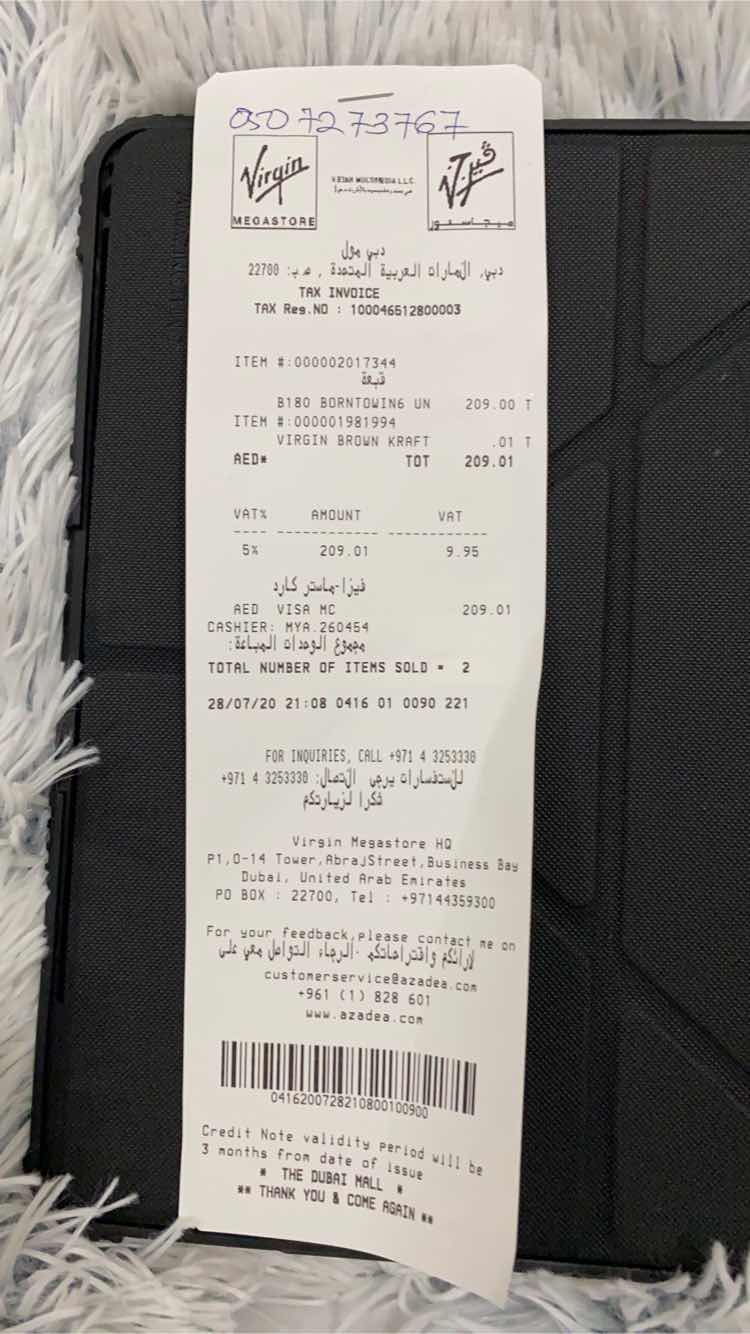 0507273767
Virgin
MEGASTORE
فيرجن
ميجاستور
دبي مول
دبي, الامارات العربية المتحدة , ص.ب: 22700
TAX INVOICE
TAX Res.NO : 100046512800003
ITEM #:000002017344
قبعة
B180 BORNTOWING UN 209.00 T
ITEM #:000001981994
VIRGIN BROWN KRAFT .01 T
AED* TOT 209.01
VAT% AMOUNT VAT
---- ------------ ------------
5% 209.01 9.95
فيزا-ماستر كارد
AED VISA MC 209.01
CASHIER: MYA.260454
مجموع الوحدات المباعة:
TOTAL NUMBER OF ITEMS SOLD = 2
28/07/20 21:08 0416 01 0090 221
FOR INQUIRIES, CALL +971 4 3253330
للاستفسارات يرجى الاتصال: 3253330 4 971+
شكرا لزيارتكم
Virgin Megastore HQ
P1,O-14 Tower,AbrajStreet,Business Bay
Dubai, United Arab Emirates
PO BOX : 22700, Tel : +97144359300
For your feedback,please contact me on
لارائكم واقتراحاتكم -الرجاء التواصل معي على
customerservice@azadea.com
+961 (1) 828 601
www.azadea.com
0416200728210800100900
Credit Note validity period will be
3 months from date of issue
* THE DUBAI MALL *
** THANK YOU & COME AGAIN **